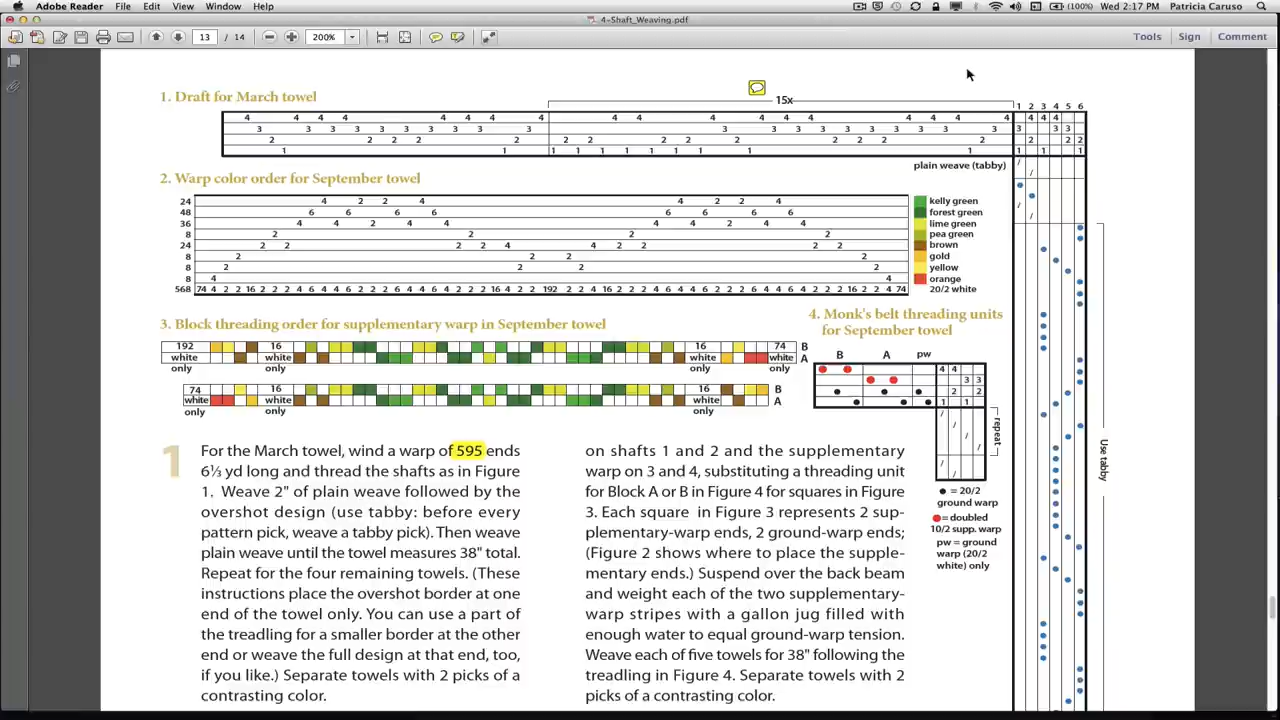 Adobe Reader File Edit View Window Help (100%) Wed 2:17 PM Patricia Caruso
4-Shaft_Weaving.pdf
13 / 14 200% Tools Sign Comment
1. Draft for March towel
15x
1 2 3 4 5 6
plain weave (tabby)
2. Warp color order for September towel
24
48
36
8
24
8
8
8
568
kelly green
forest green
lime green
pea green
brown
gold
yellow
orange
20/2 white
3. Block threading order for supplementary warp in September towel
192 16 16 74 B
white white white white A
only only only only
74 16 16 B
white white white A
only only only
4. Monk's belt threading units
for September towel
B A pw
repeat
● = 20/2
ground warp
●= doubled
10/2 supp. warp
pw = ground
warp (20/2
white) only
Use tabby
1
For the March towel, wind a warp of 595 ends
6⅓ yd long and thread the shafts as in Figure
1. Weave 2" of plain weave followed by the
overshot design (use tabby: before every
pattern pick, weave a tabby pick). Then weave
plain weave until the towel measures 38" total.
Repeat for the four remaining towels. (These
instructions place the overshot border at one
end of the towel only. You can use a part of
the treadling for a smaller border at the other
end or weave the full design at that end, too,
if you like.) Separate towels with 2 picks of a
contrasting color.
on shafts 1 and 2 and the supplementary
warp on 3 and 4, substituting a threading unit
for Block A or B in Figure 4 for squares in Figure
3. Each square in Figure 3 represents 2 sup-
plementary-warp ends, 2 ground-warp ends;
(Figure 2 shows where to place the supple-
mentary ends.) Suspend over the back beam
and weight each of the two supplementary-
warp stripes with a gallon jug filled with
enough water to equal ground-warp tension.
Weave each of five towels for 38" following the
treadling in Figure 4. Separate towels with 2
picks of a contrasting color.